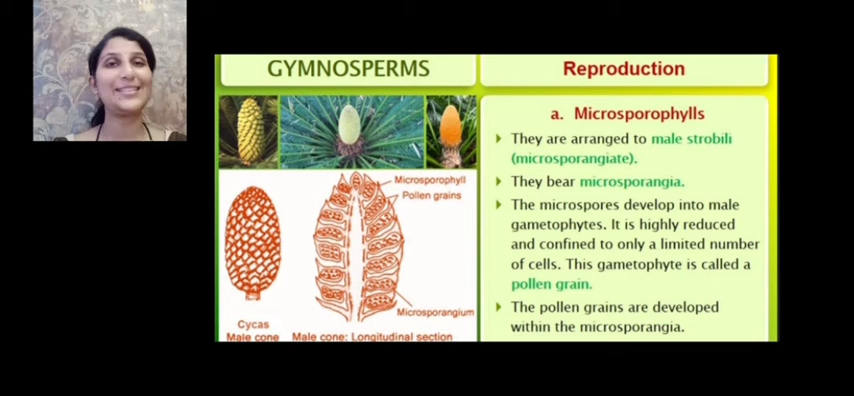 GYMNOSPERMS
Microsporophyll
Pollen grains
Microsporangium
Cycas
Male cone
Male cone: Longitudinal section
Reproduction
a. Microsporophylls
They are arranged to male strobili
(microsporangiate).
They bear microsporangia.
The microspores develop into male
gametophytes. It is highly reduced
and confined to only a limited number
of cells. This gametophyte is called a
pollen grain.
The pollen grains are developed
within the microsporangia.